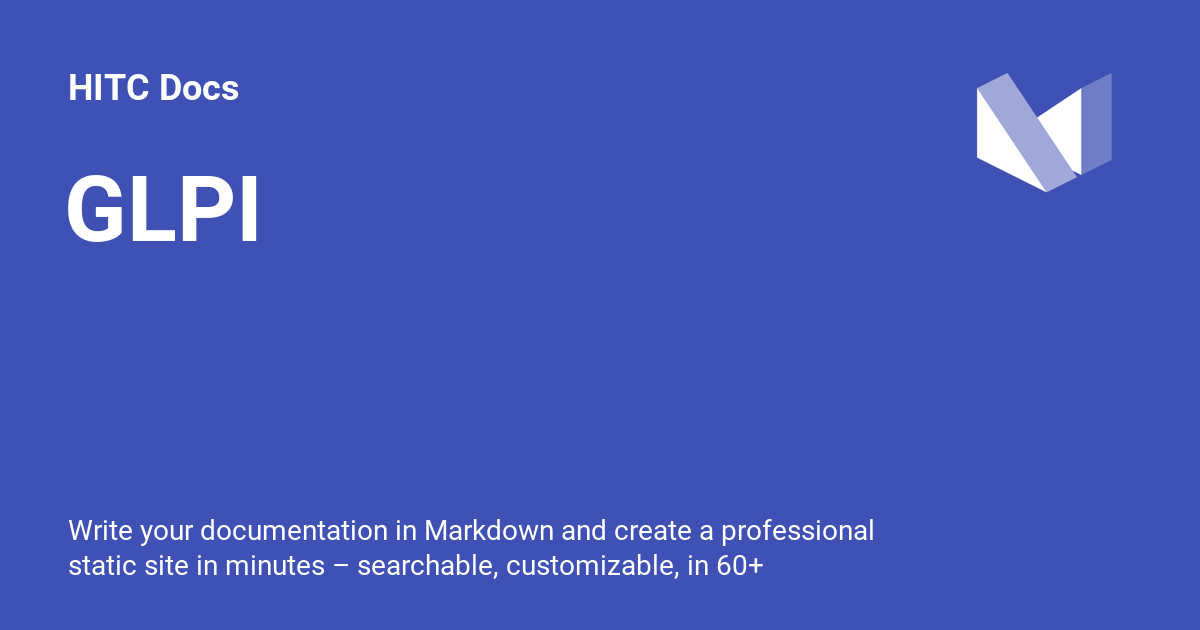 HITC Docs
GLPI
Write your documentation in Markdown and create a professional
static site in minutes – searchable, customizable, in 60+